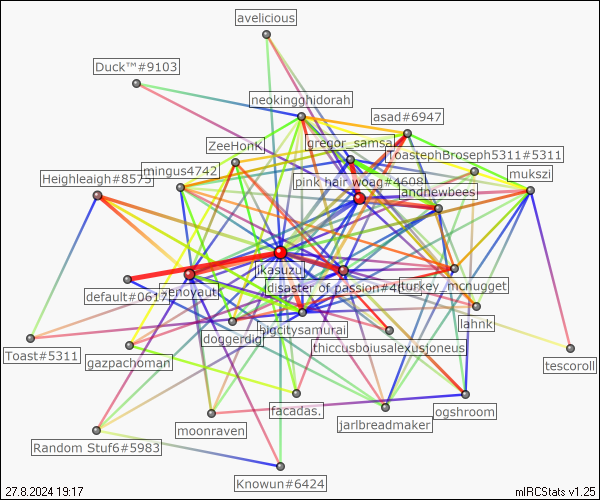 avelicious
Duck™#9103
neokingghidorah
asad#6947
gregor_samsa
ZeeHonK
ToastephBroseph5311#5311
mingus4742
Heighleaigh#8575
pink hair woag#4608
andnewbees
mukszi
ikasuzu
disaster of passion#4
turkey_mcnugget
xenovault
default#0617
bigcitysamurai
lahnk
doggerdig
thiccusboiusalexusjoneus
Toast#5311
gazpachoman
tescoroll
facadas.
ogshroom
moonraven
jarlbreadmaker
Random Stuf6#5983
Knowun#6424
27.8.2024 19:17
mIRCStats v1.25